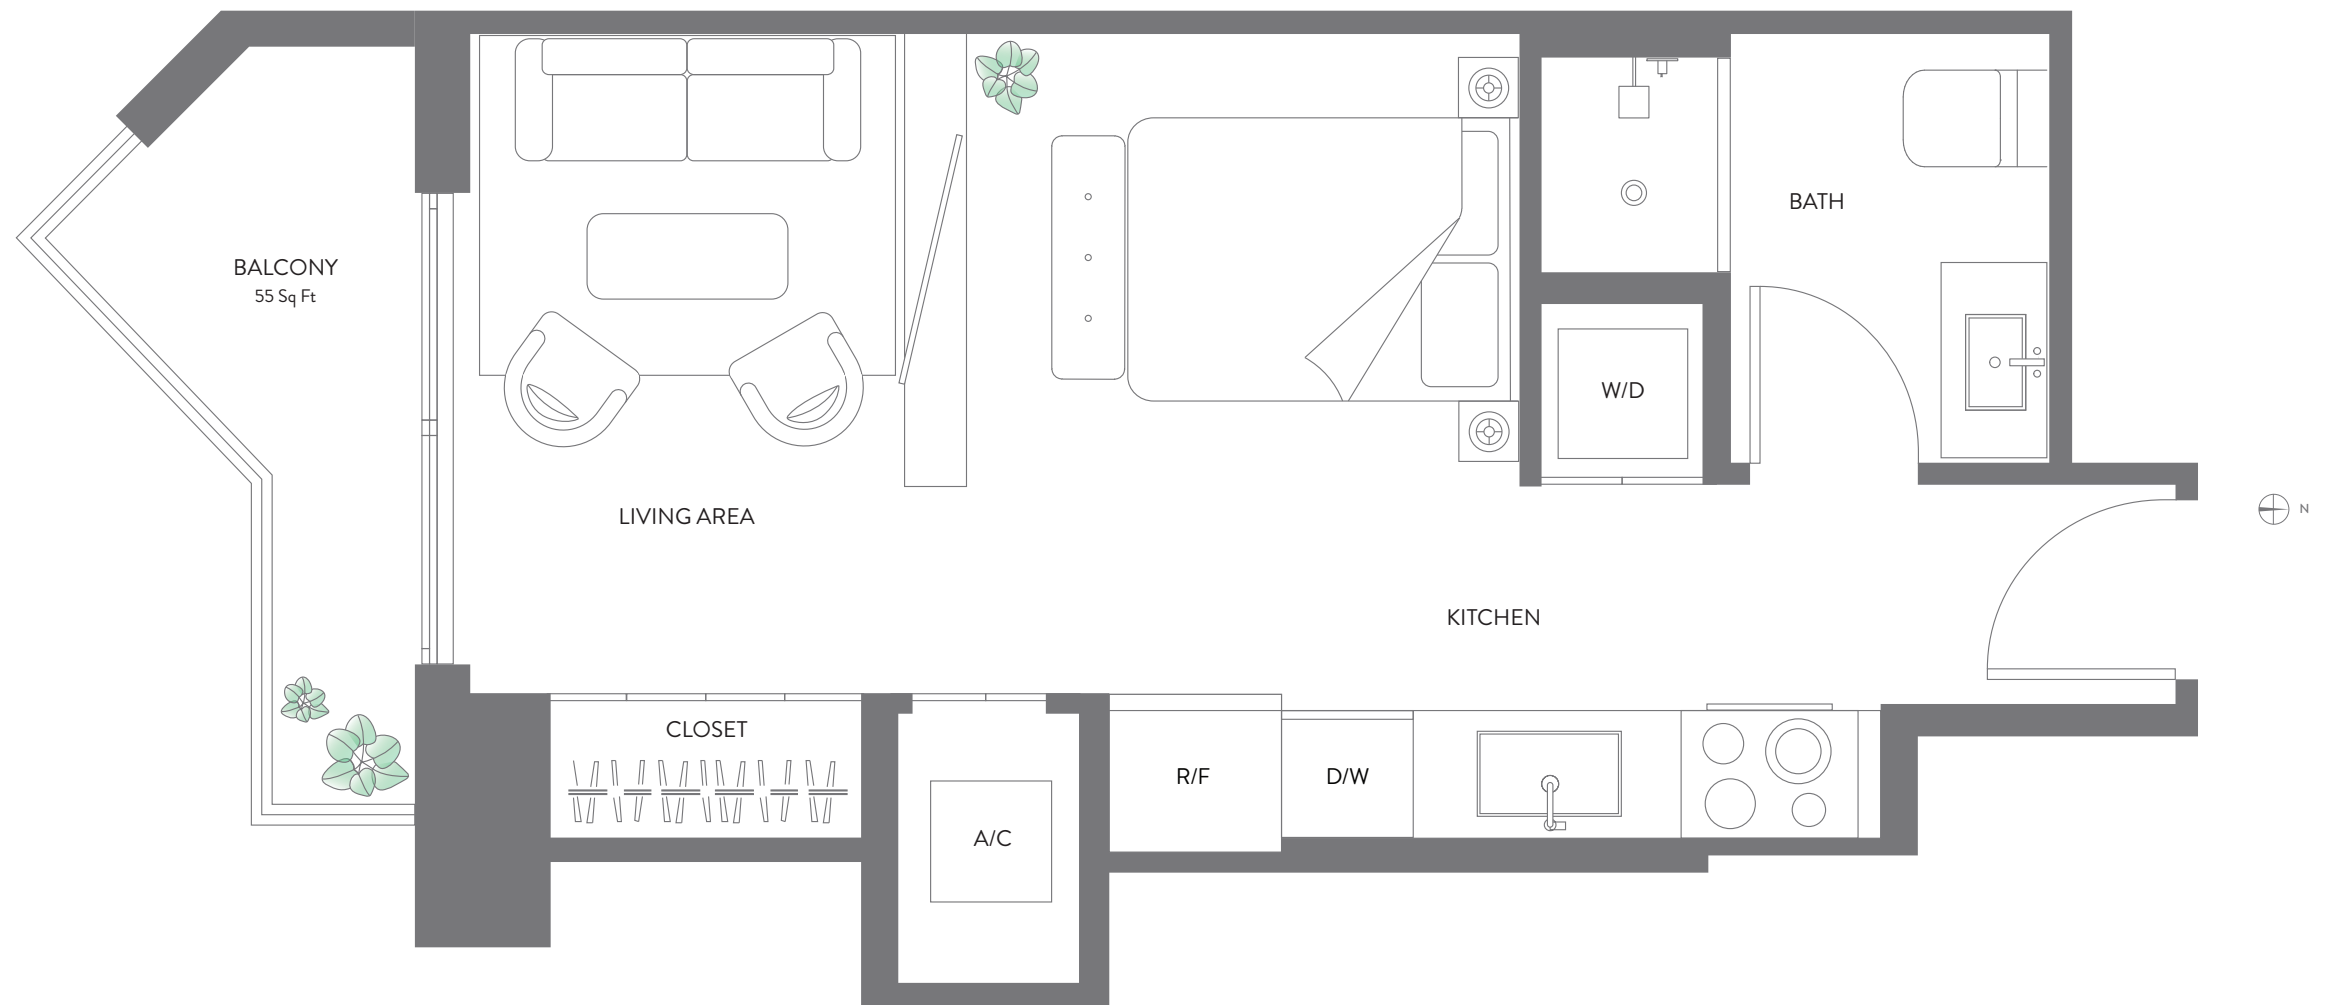 BATH
BALCONY
55 Sq Ft
W/D
LIVING AREA
N
KITCHEN
CLOSET
R/F
D/W
A/C